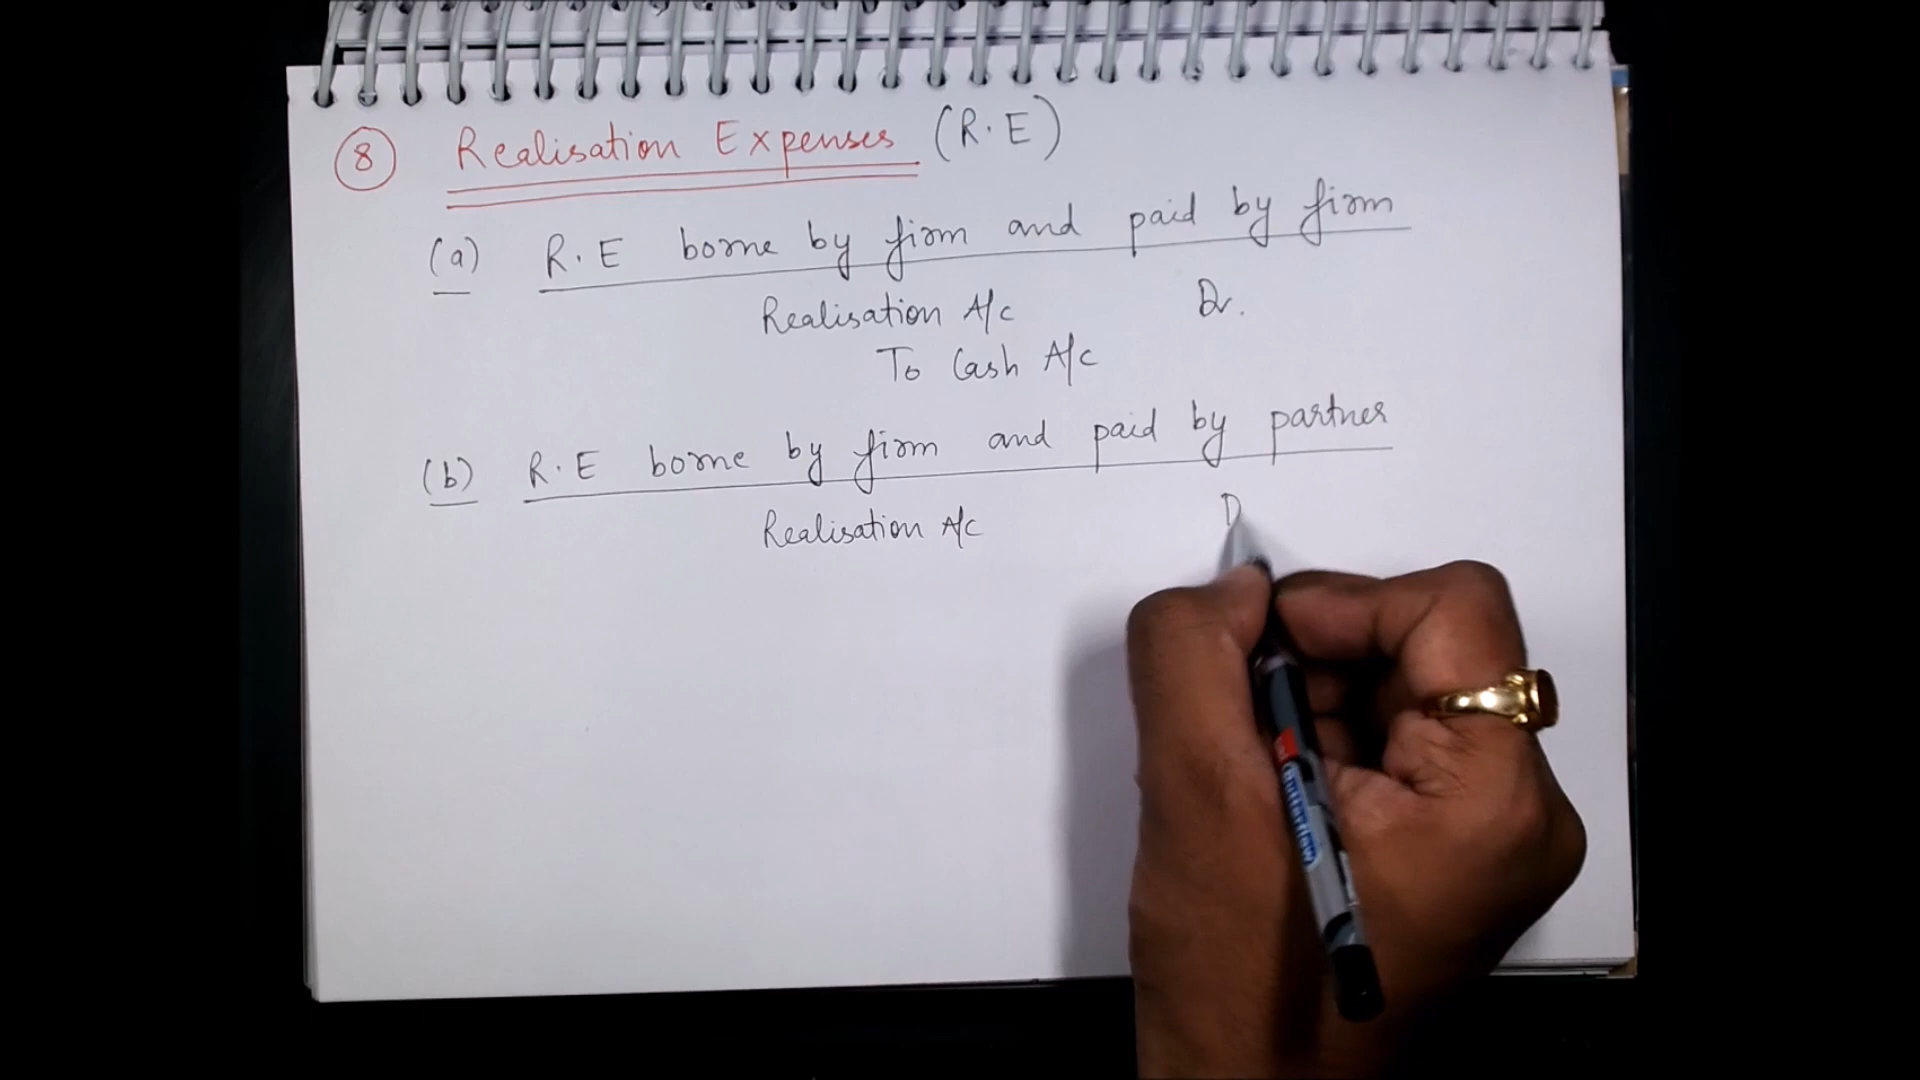 8 Realisation Expenses (R.E)
(a) R.E borne by firm and paid by firm
Realisation A/c Dr.
To Cash A/c
(b) R.E borne by firm and paid by partner
Realisation A/c D
Butterflow